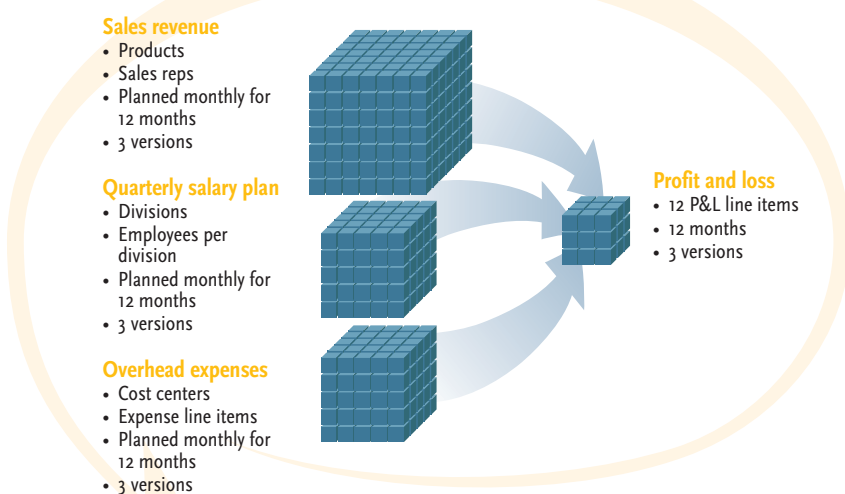 Sales revenue
• Products
• Sales reps
• Planned monthly for
12 months
• 3 versions
Quarterly salary plan
• Divisions
• Employees per
division
• Planned monthly for
12 months
• 3 versions
Overhead expenses
• Cost centers
• Expense line items
• Planned monthly for
12 months
• 3 versions
Profit and loss
• 12 P&L line items
• 12 months
• 3 versions